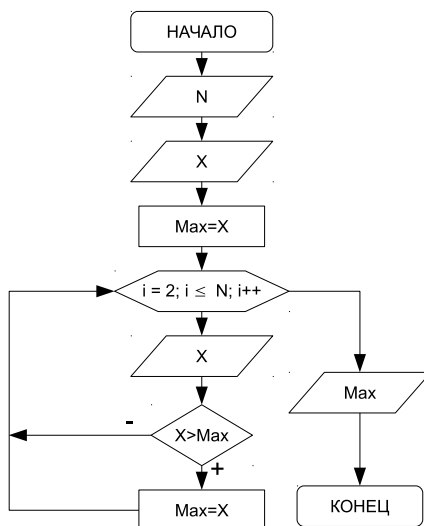 НАЧАЛО
N
X
Max=X
i = 2; i ≤ N; i++
X
Max
-
X>Max
+
Max=X
КОНЕЦ